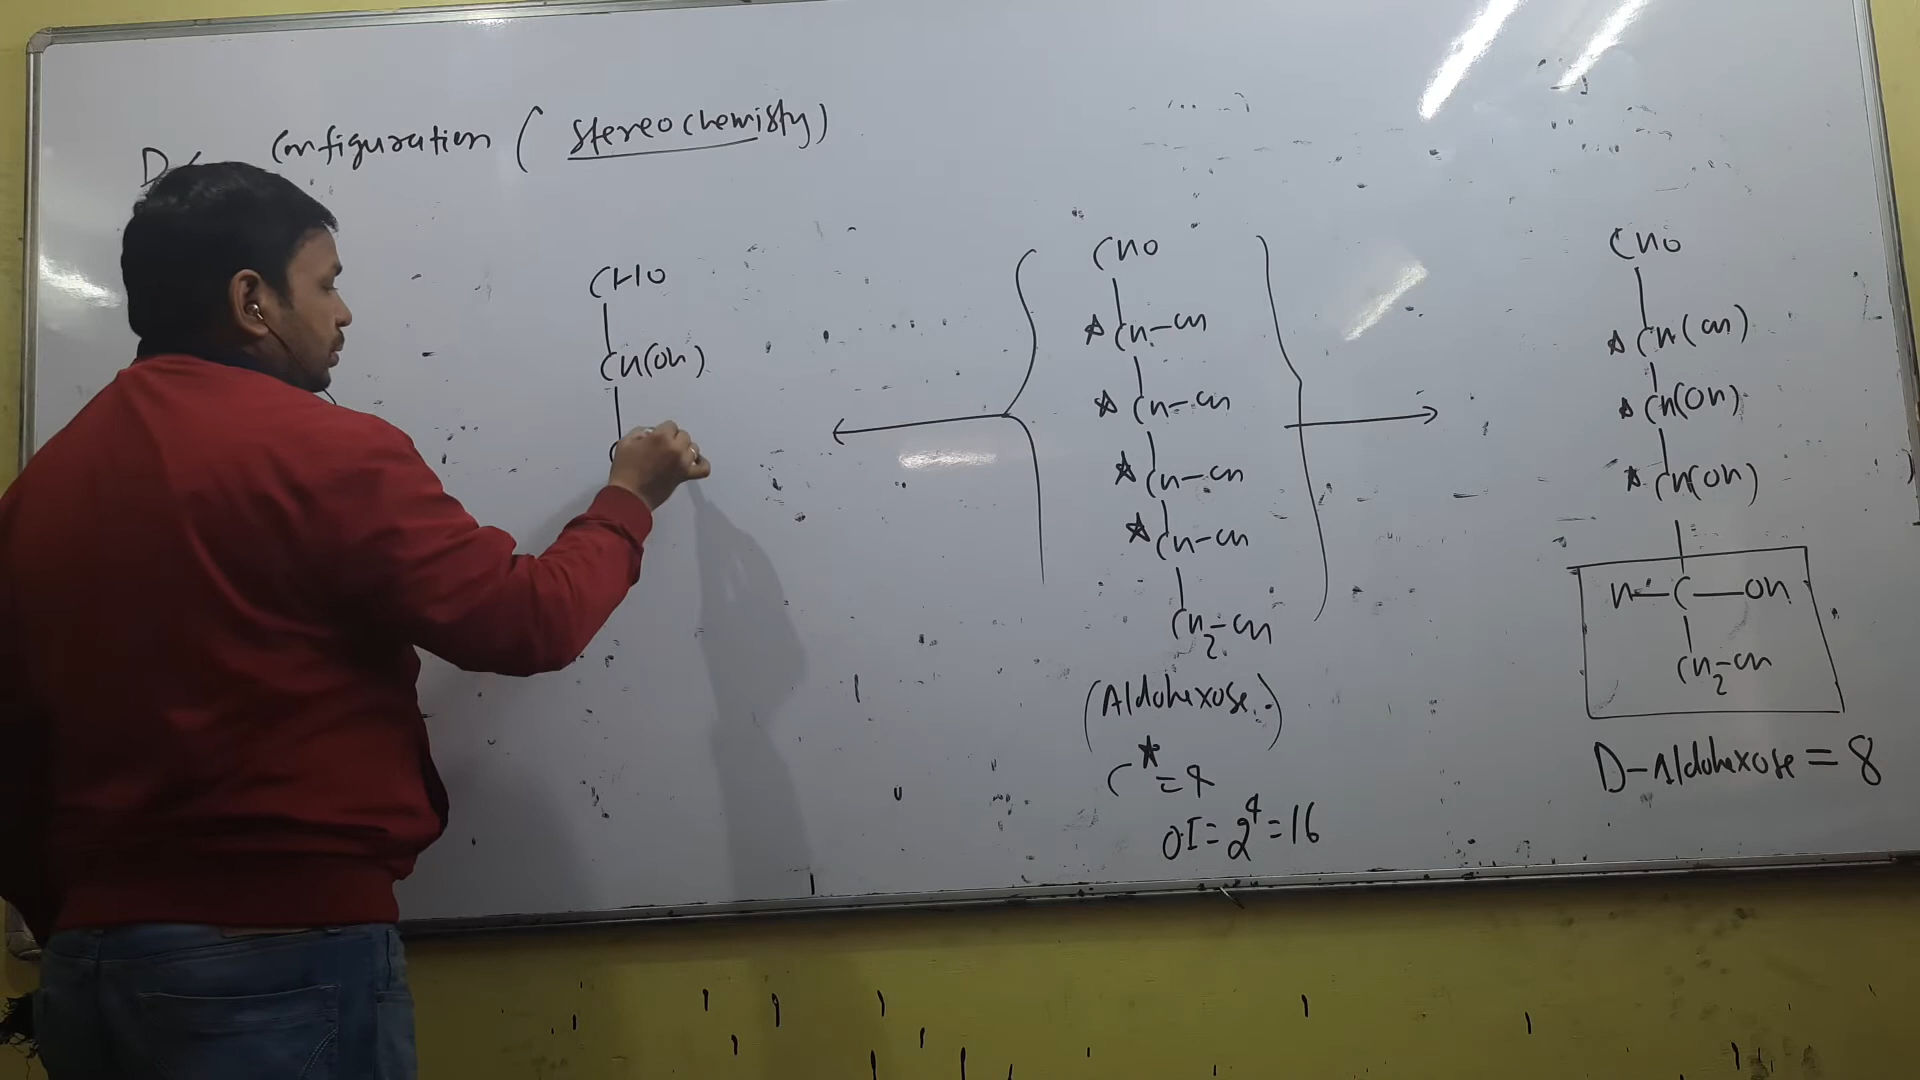 D/ Configuration (stereochemisty)
CHO
CH(OH)
C
CHO
★ CH-OH
★ CH-OH
★ CH-OH
★ CH-OH
CH2-OH
(Aldohexose.)
C★=4
OI=2^4=16
CHO
★ CH(OH)
★ CH(OH)
★ CH(OH)
H-C-OH
CH2-OH
D-Aldohexose=8